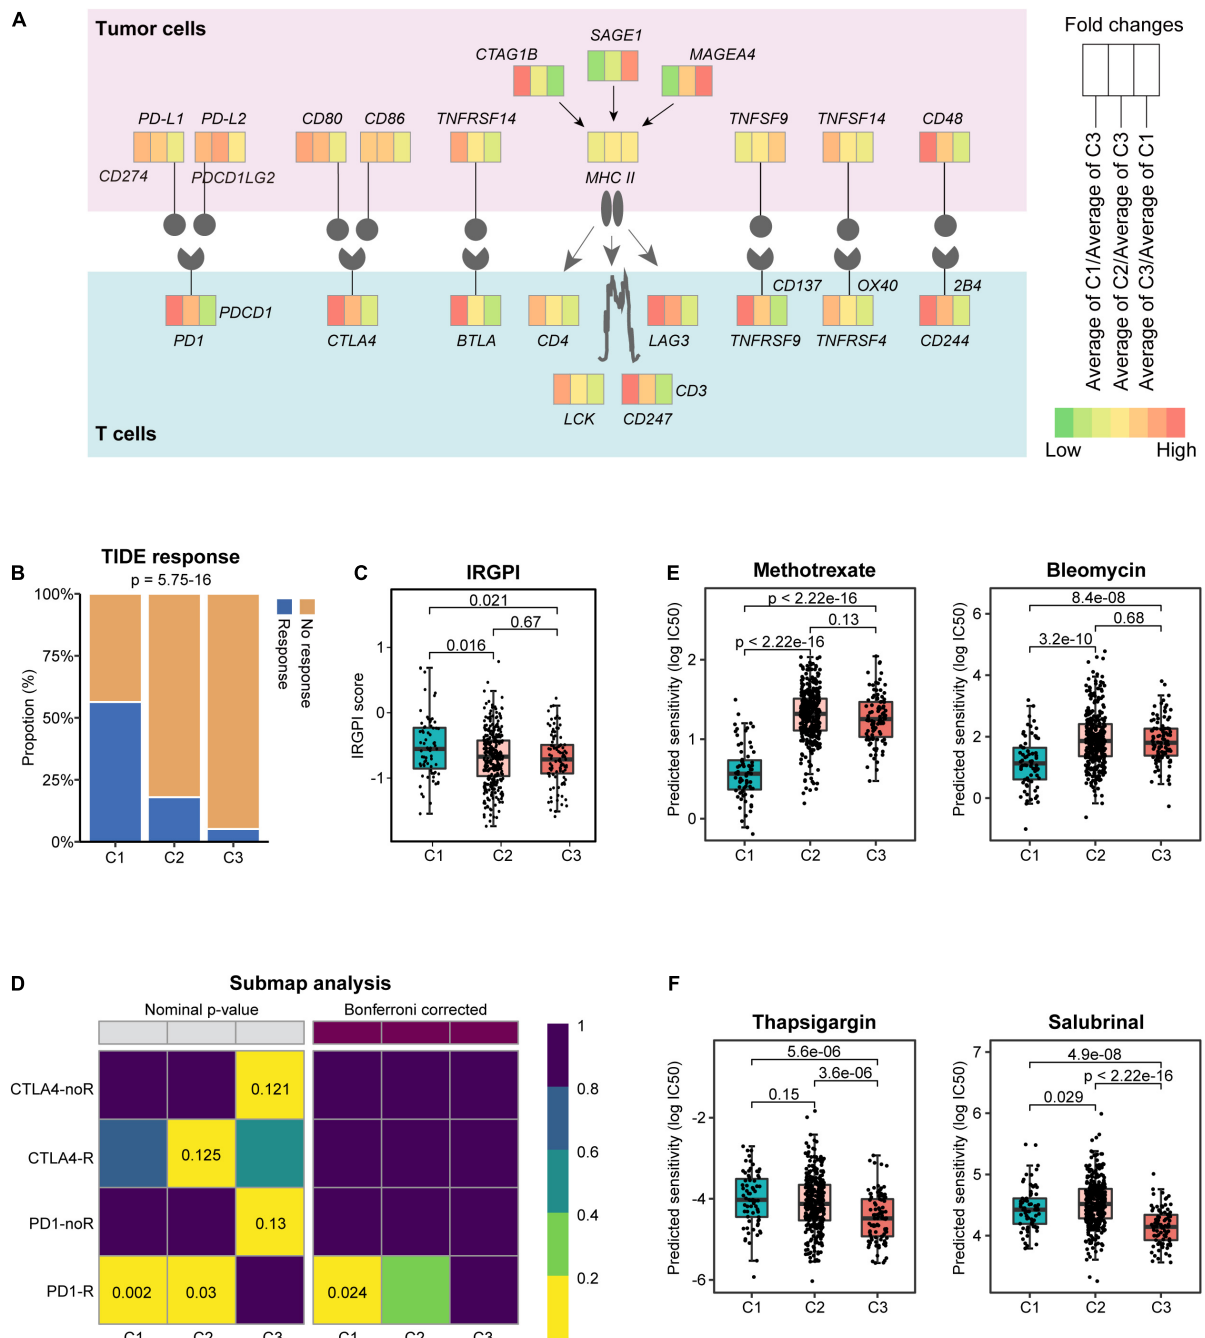 A
Tumor cells
SAGE1
CTAG1B
MAGEA4
PD-L1
PD-L2
CD80
CD86
TNFRSF14
TNFSF9
TNFSF14
CD48
CD274
PDCD1LG2
MHC II
PDCD1
CD137
OX40
2B4
PD1
CTLA4
BTLA
CD4
LAG3
TNFRSF9
TNFRSF4
CD244
CD3
LCK
CD247
T cells
Fold changes
Average of C1/Average of C3
Average of C2/Average of C3
Average of C3/Average of C1
Low
High
B
TIDE response
p = 5.75-16
100%
75%
50%
25%
0%
Propotion (%)
C1
C2
C3
Response
No response
C
IRGPI
0.021
0.67
0.016
1
0
-1
IRGPI score
C1
C2
C3
E
Methotrexate
p < 2.22e-16
0.13
p < 2.22e-16
2
1
0
Predicted sensitivity (log IC50)
C1
C2
C3
Bleomycin
8.4e-08
0.68
3.2e-10
6
4
2
0
Predicted sensitivity (log IC50)
C1
C2
C3
D
Submap analysis
Nominal p-value
Bonferroni corrected
CTLA4-noR
0.121
CTLA4-R
0.125
PD1-noR
0.13
PD1-R
0.002
0.03
0.024
C1
C2
C3
C1
C2
C3
1
0.8
0.6
0.4
0.2
F
Thapsigargin
5.6e-06
3.6e-06
0.15
-2
-4
-6
Predicted sensitivity (log IC50)
C1
C2
C3
Salubrinal
4.9e-08
p < 2.22e-16
0.029
7
6
5
4
Predicted sensitivity (log IC50)
C1
C2
C3